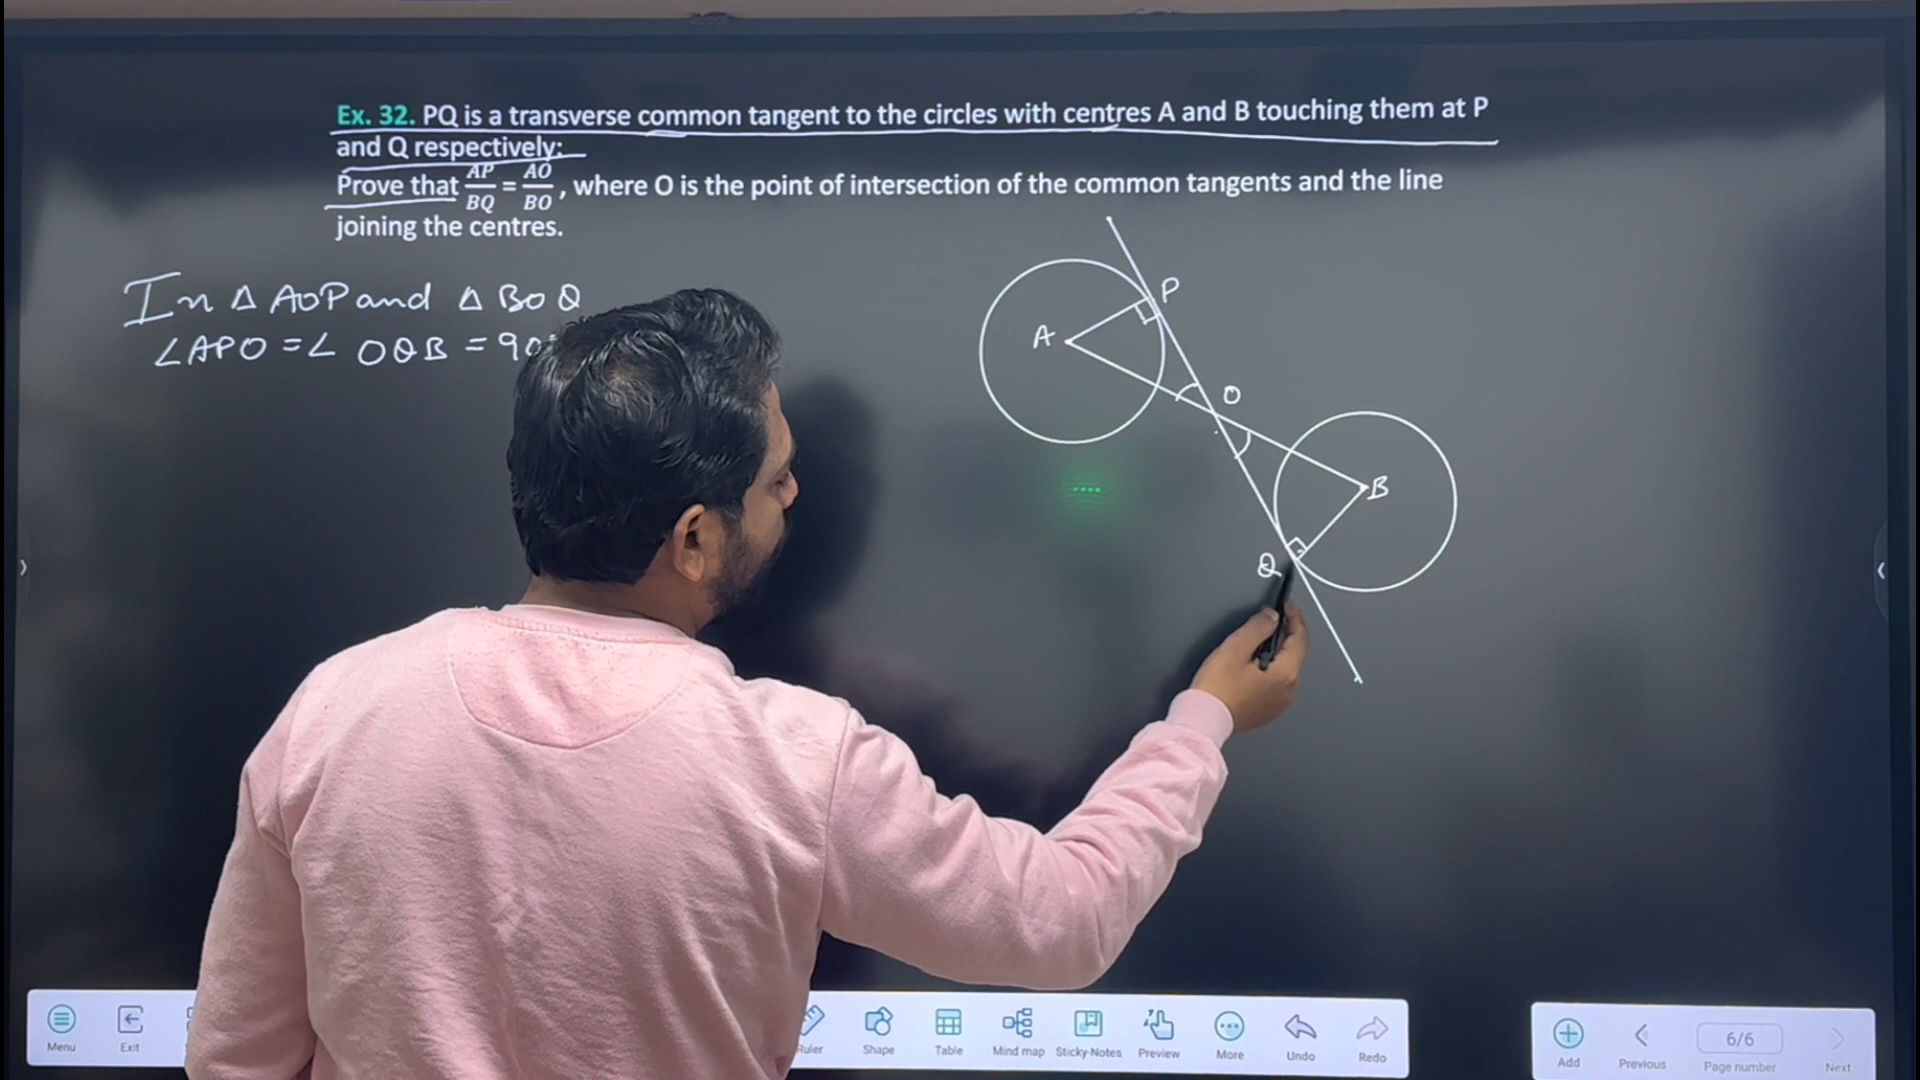 Ex. 32. PQ is a transverse common tangent to the circles with centres A and B touching them at P
and Q respectively:
Prove that AP/BQ = AO/BO, where O is the point of intersection of the common tangents and the line
joining the centres.
In Δ AOP and Δ BOQ
∠APO = ∠ OQB = 90°
P
A
O
B
Q
Menu
Exit
Ruler
Shape
Table
Mind map
Sticky-Notes
Preview
More
Undo
Redo
Add
Previous
6/6
Page number
Next